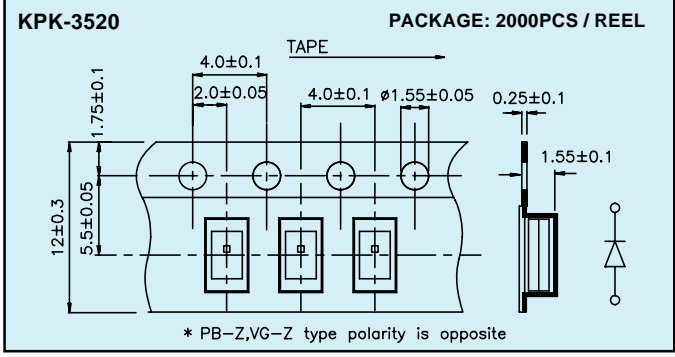 KPK-3520
PACKAGE: 2000PCS / REEL
TAPE
4.0±0.1
2.0±0.05
4.0±0.1
ø1.55±0.05
0.25±0.1
1.75±0.1
1.55±0.1
12±0.3
5.5±0.05
* PB-Z,VG-Z type polarity is opposite